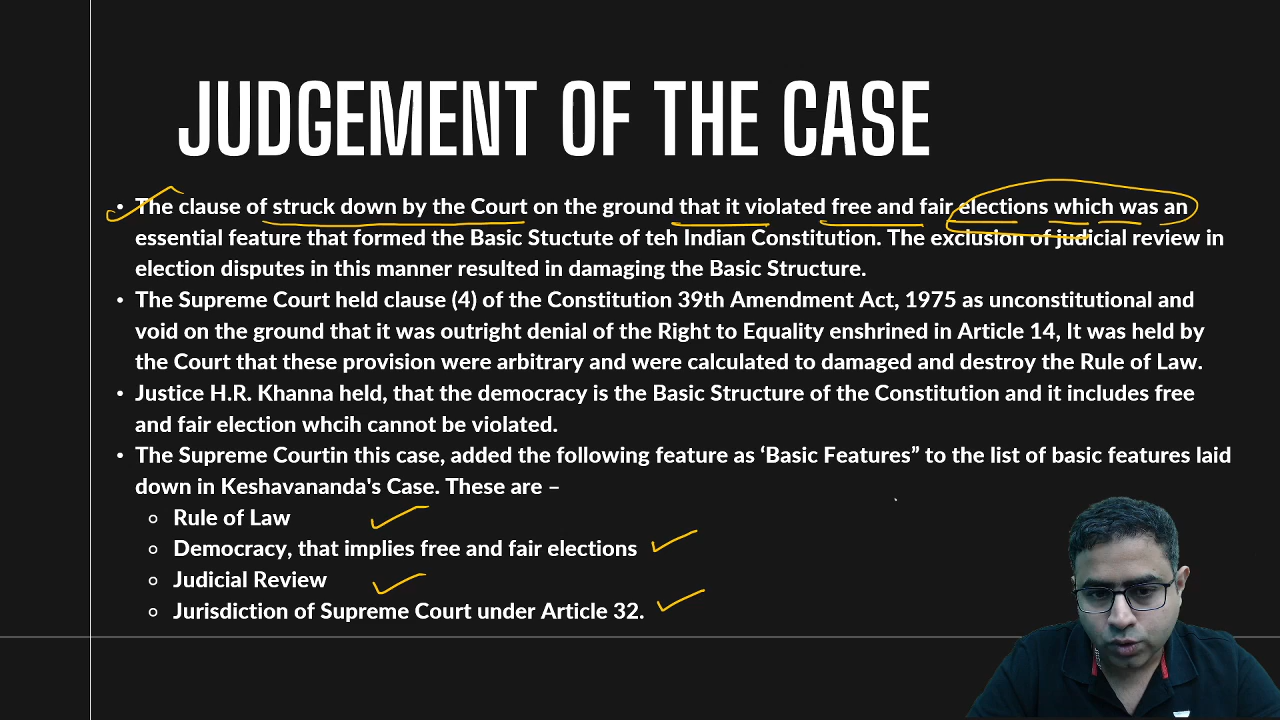 JUDGEMENT OF THE CASE
• The clause of struck down by the Court on the ground that it violated free and fair elections which was an
essential feature that formed the Basic Stuctute of teh Indian Constitution. The exclusion of judicial review in
election disputes in this manner resulted in damaging the Basic Structure.
• The Supreme Court held clause (4) of the Constitution 39th Amendment Act, 1975 as unconstitutional and
void on the ground that it was outright denial of the Right to Equality enshrined in Article 14, It was held by
the Court that these provision were arbitrary and were calculated to damaged and destroy the Rule of Law.
• Justice H.R. Khanna held, that the democracy is the Basic Structure of the Constitution and it includes free
and fair election whcih cannot be violated.
• The Supreme Courtin this case, added the following feature as ‘Basic Features” to the list of basic features laid
down in Keshavananda's Case. These are –
○ Rule of Law
○ Democracy, that implies free and fair elections
○ Judicial Review
○ Jurisdiction of Supreme Court under Article 32.